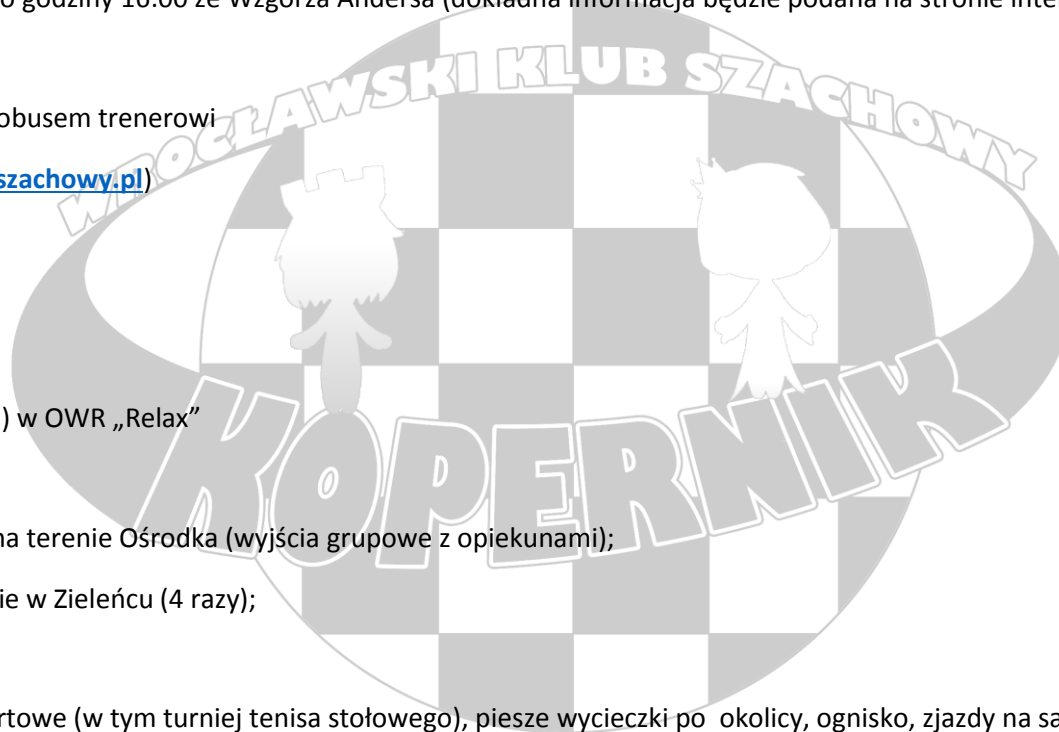 o godziny 16.00 ze Wzgórza Andersa (dokładna informacja będzie podana na stronie inte
WROCŁAWSKI KLUB SZACHOWY
obusem trenerowi
szachowy.pl)
) w OWR „Relax”
KOPERNIK
na terenie Ośrodka (wyjścia grupowe z opiekunami);
ie w Zieleńcu (4 razy);
rtowe (w tym turniej tenisa stołowego), piesze wycieczki po okolicy, ognisko, zjazdy na sa